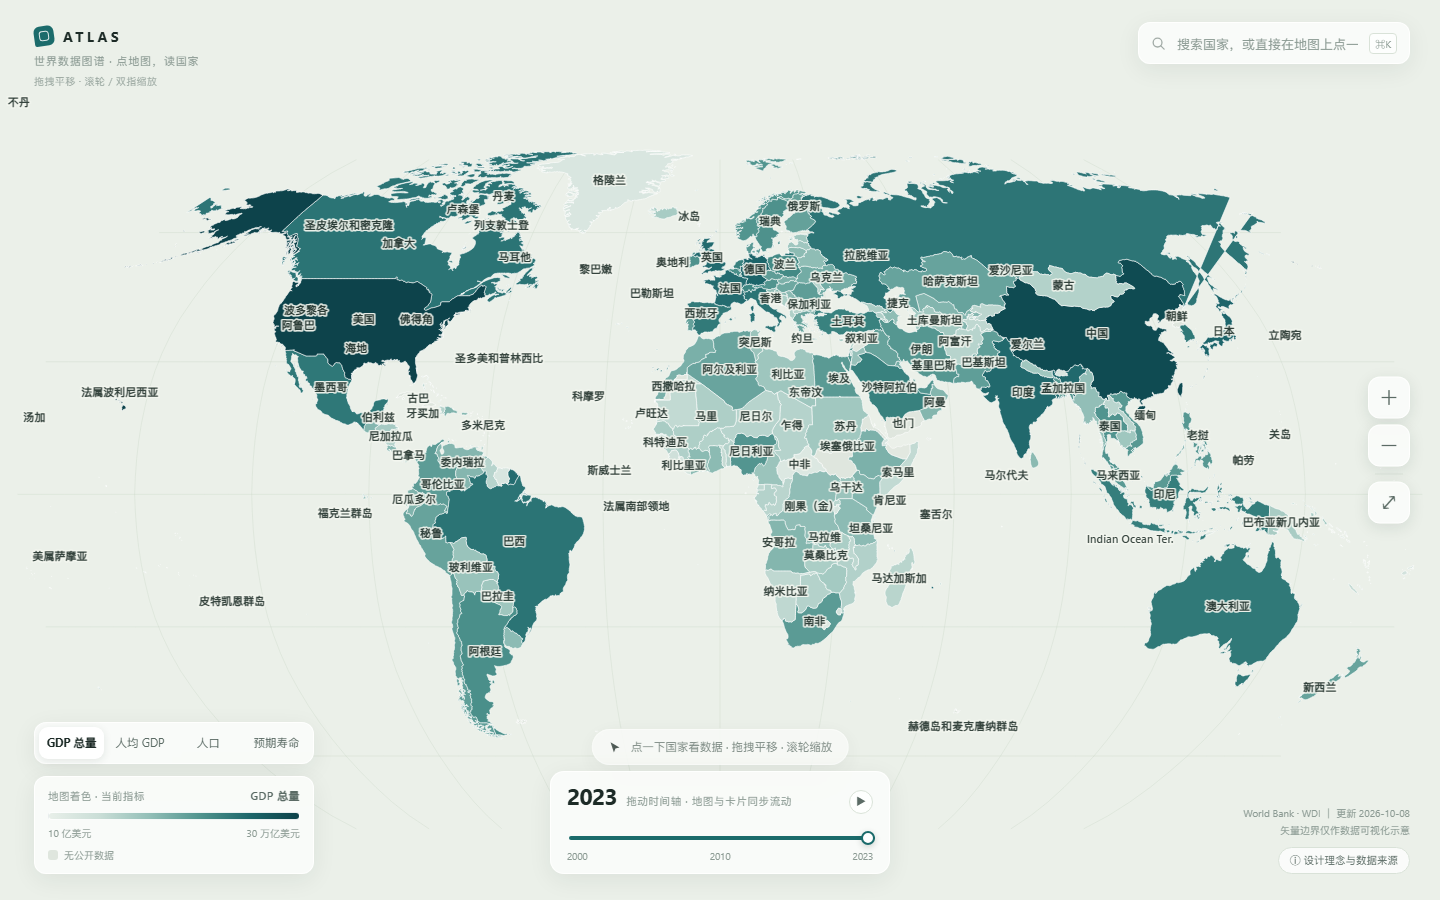 ATLAS
世界数据图谱 · 点地图，读国家
拖拽平移 · 滚轮 / 双指缩放
搜索国家，或直接在地图上点一
⌘K
不丹
格陵兰
丹麦
卢森堡
俄罗斯
冰岛
瑞典
圣皮埃尔和密克隆
列支敦士登
加拿大
拉脱维亚
马耳他
英国
奥地利
波兰
德国
黎巴嫩
爱沙尼亚
乌克兰
哈萨克斯坦
蒙古
法国
巴勒斯坦
香港
保加利亚
捷克
波多黎各
西班牙
朝鲜
美国
佛得角
土耳其
土库曼斯坦
阿鲁巴
日本
中国
立陶宛
突尼斯
约旦
叙利亚
阿富汗
爱尔兰
海地
伊朗
圣多美和普林西比
巴基斯坦
基里巴斯
阿尔及利亚
利比亚
埃及
墨西哥
西撒哈拉
沙特阿拉伯
孟加拉国
法属波利尼西亚
东帝汶
印度
科摩罗
古巴
阿曼
牙买加
卢旺达
马里
尼日尔
缅甸
汤加
伯利兹
多米尼克
乍得
苏丹
也门
泰国
尼加拉瓜
老挝
关岛
科特迪瓦
埃塞俄比亚
巴拿马
尼日利亚
委内瑞拉
利比里亚
中非
帕劳
斯威士兰
索马里
马尔代夫
马来西亚
哥伦比亚
乌干达
印尼
厄瓜多尔
肯尼亚
法属南部领地
刚果（金）
福克兰群岛
塞舌尔
巴布亚新几内亚
坦桑尼亚
秘鲁
马拉维
Indian Ocean Ter.
巴西
安哥拉
美属萨摩亚
莫桑比克
玻利维亚
马达加斯加
纳米比亚
巴拉圭
皮特凯恩群岛
澳大利亚
南非
阿根廷
新西兰
赫德岛和麦克唐纳群岛
GDP 总量
人均 GDP
人口
预期寿命
地图着色 · 当前指标
GDP 总量
10 亿美元
30 万亿美元
无公开数据
点一下国家看数据 · 拖拽平移 · 滚轮缩放
2023
拖动时间轴 · 地图与卡片同步流动
2000
2010
2023
World Bank · WDI ｜ 更新 2026-10-08
矢量边界仅作数据可视化示意
设计理念与数据来源